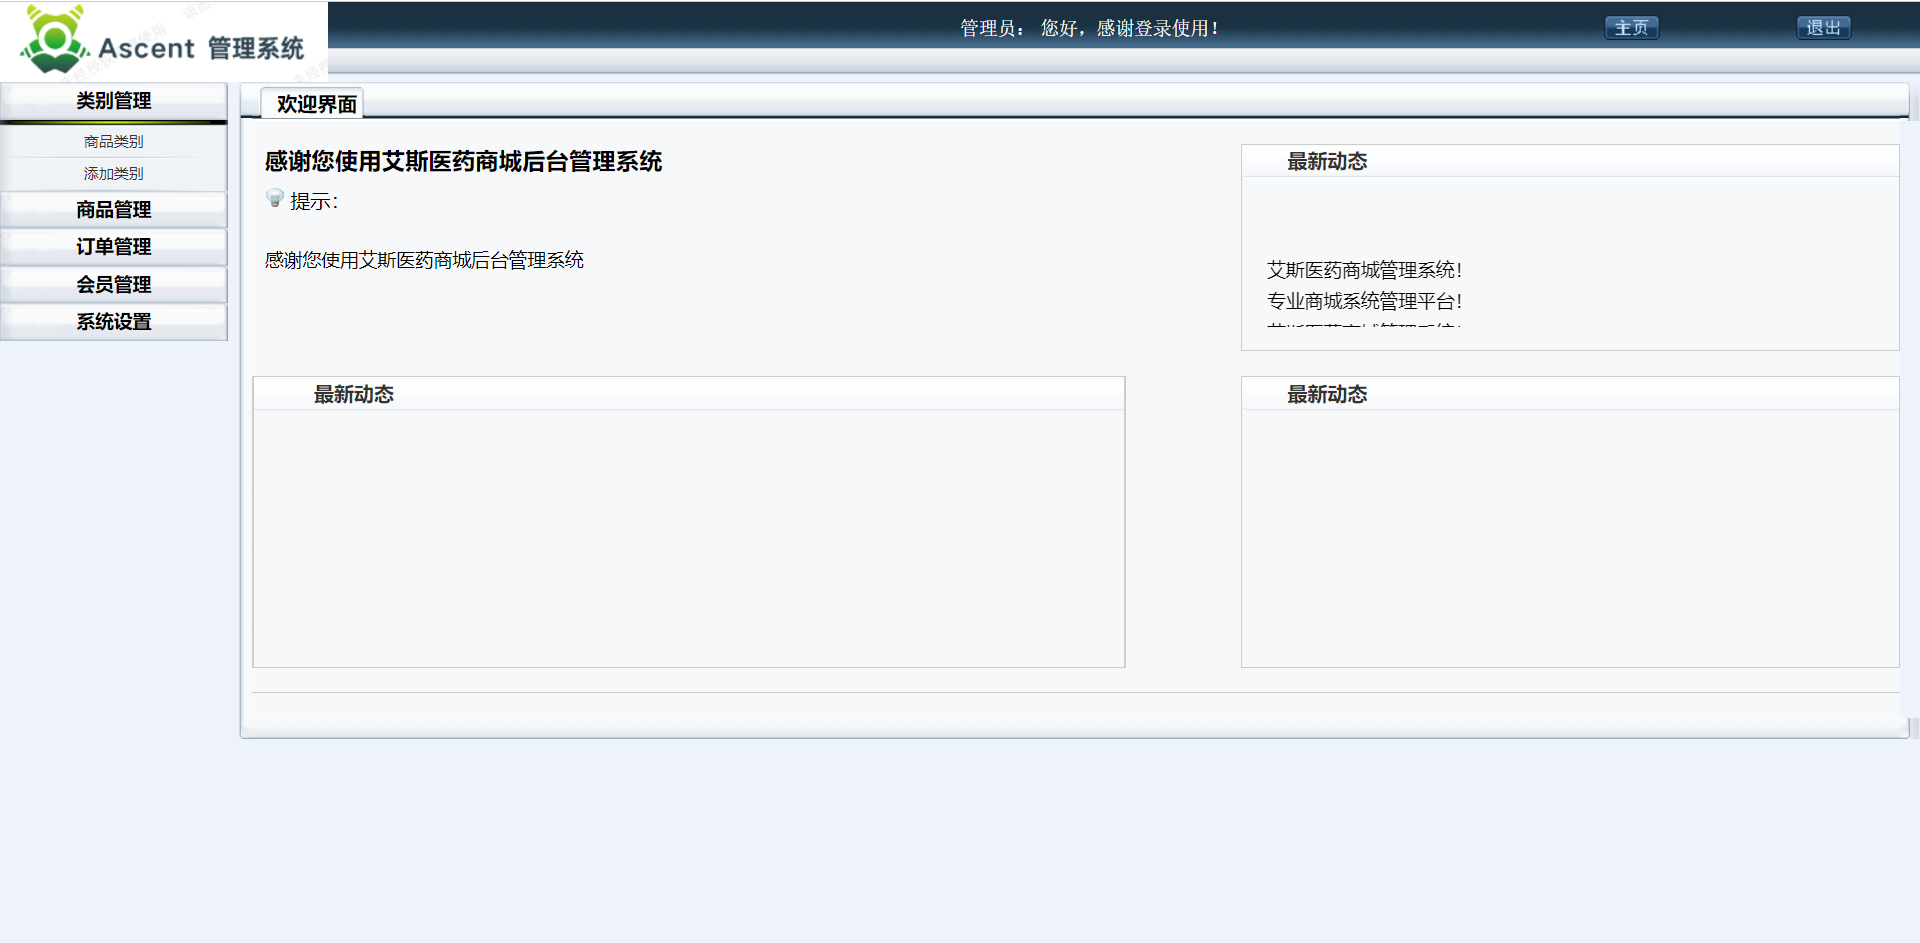 Ascent 管理系统
管理员： 您好，感谢登录使用！
主页
退出
类别管理
商品类别
添加类别
商品管理
订单管理
会员管理
系统设置
欢迎界面
感谢您使用艾斯医药商城后台管理系统
提示：
感谢您使用艾斯医药商城后台管理系统
最新动态
艾斯医药商城管理系统！
专业商城系统管理平台！
最新动态
最新动态